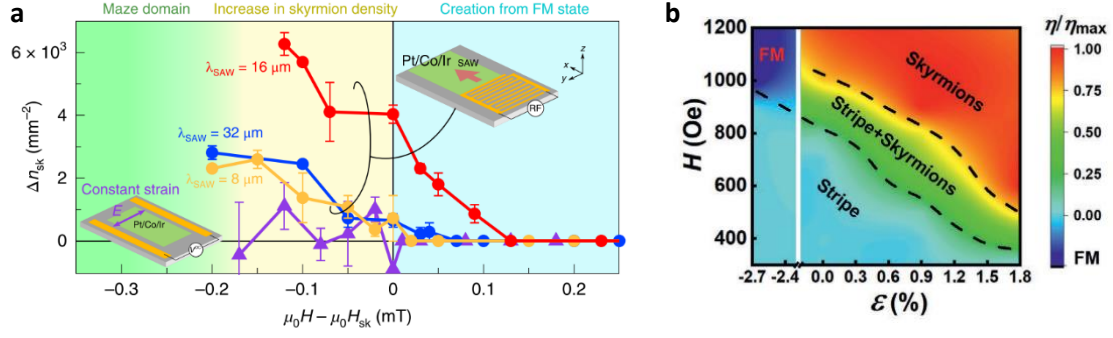 a
Maze domain
Increase in skyrmion density
Creation from FM state
6 × 10³
4
2
0
Δn_sk (mm⁻²)
λ_SAW = 16 μm
λ_SAW = 32 μm
λ_SAW = 8 μm
Constant strain
E
Pt/Co/Ir
Pt/Co/Ir
SAW
RF
z
x
y
−0.3
−0.2
−0.1
0
0.1
0.2
μ₀H − μ₀H_sk (mT)
b
H (Oe)
1200
1000
800
600
400
FM
Skyrmions
Stripe+Skyrmions
Stripe
-2.7 -2.4 0.0 0.3 0.6 0.9 1.2 1.5 1.8
ε(%)
η/η_max
1.00
0.75
0.50
0.25
0.00
FM